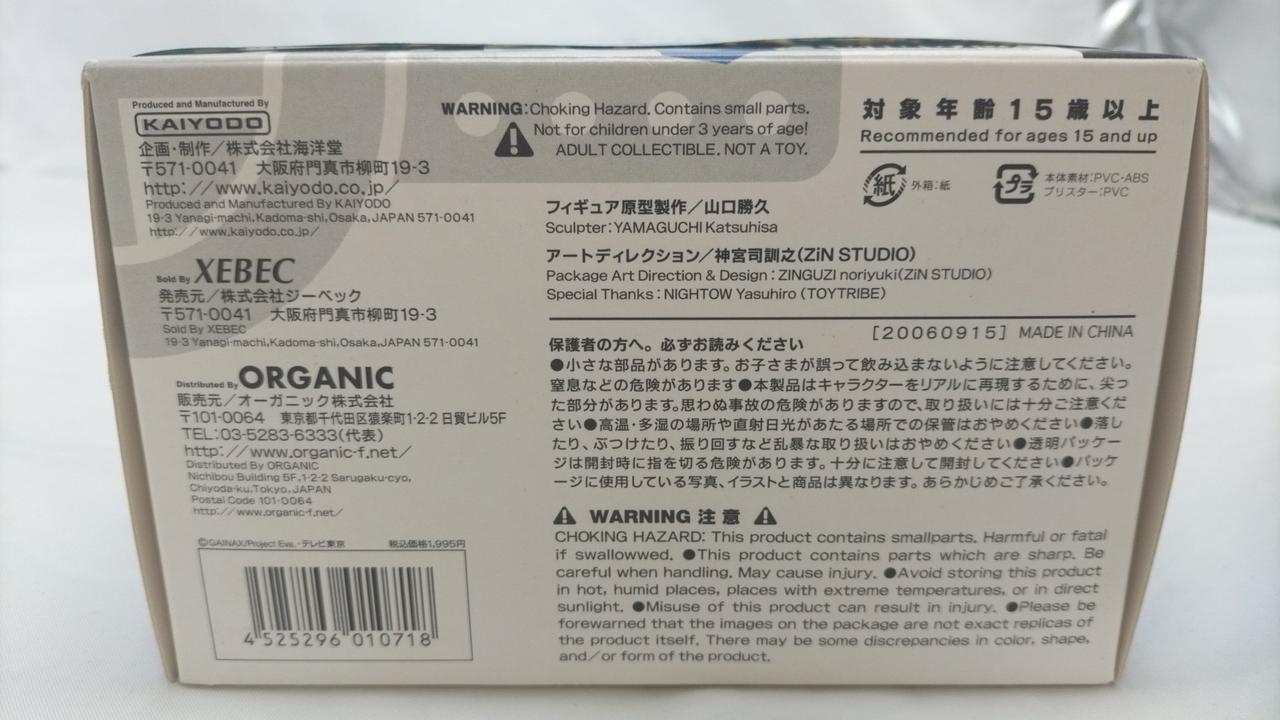 Produced and Manufactured By
KAIYODO
企画・制作／株式会社海洋堂
〒571-0041 大阪府門真市柳町19-3
http://www.kaiyodo.co.jp/
Produced and Manufactured By KAIYODO
19-3 Yanagi-machi,Kadoma-shi,Osaka,JAPAN 571-0041
http://www.kaiyodo.co.jp/
Sold By XEBEC
発売元／株式会社ジーベック
〒571-0041 大阪府門真市柳町19-3
Sold By XEBEC
19-3 Yanagi-machi,Kadoma-shi,Osaka,JAPAN 571-0041
Distributed By ORGANIC
販売元／オーガニック株式会社
〒101-0064 東京都千代田区猿楽町1-2-2 日貿ビル5F
TEL:03-5283-6333(代表)
http://www.organic-f.net/
Distributed By ORGANIC
Nichibou Building 5F,1-2-2 Sarugaku-cyo,
Chiyoda-ku,Tokyo,JAPAN
Postal Code 101-0064
http://www.organic-f.net/
©GAINAX/Project Eva.・テレビ東京 税込価格1,995円
4 525296 010718
WARNING:Choking Hazard. Contains small parts.
Not for children under 3 years of age!
ADULT COLLECTIBLE. NOT A TOY.
対象年齢15歳以上
Recommended for ages 15 and up
紙 外箱:紙
プラ 本体素材:PVC・ABS
ブリスター:PVC
フィギュア原型製作／山口勝久
Sculpter:YAMAGUCHI Katsuhisa
アートディレクション／神宮司訓之(ZiN STUDIO)
Package Art Direction & Design:ZINGUZI noriyuki(ZiN STUDIO)
Special Thanks:NIGHTOW Yasuhiro (TOYTRIBE)
[20060915] MADE IN CHINA
保護者の方へ。必ずお読みください
●小さな部品があります。お子さまが誤って飲み込まないように注意してください。
窒息などの危険があります●本製品はキャラクターをリアルに再現するために、尖っ
た部分があります。思わぬ事故の危険がありますので、取り扱いには十分ご注意くだ
さい●高温・多湿の場所や直射日光があたる場所での保管はおやめください●落し
たり、ぶつけたり、振り回すなど乱暴な取り扱いはおやめください●透明パッケー
ジは開封時に指を切る危険があります。十分に注意して開封してください●パッケ
ージに使用している写真、イラストと商品は異なります。あらかじめご了承ください。
WARNING 注意
CHOKING HAZARD: This product contains smallparts. Harmful or fatal
if swallowwed. ●This product contains parts which are sharp. Be
careful when handling. May cause injury. ●Avoid storing this product
in hot, humid places, places with extreme temperatures, or in direct
sunlight. ●Misuse of this product can result in injury. ●Please be
forewarned that the images on the package are not exact replicas of
the product itself. There may be some discrepancies in color, shape,
and/or form of the product.